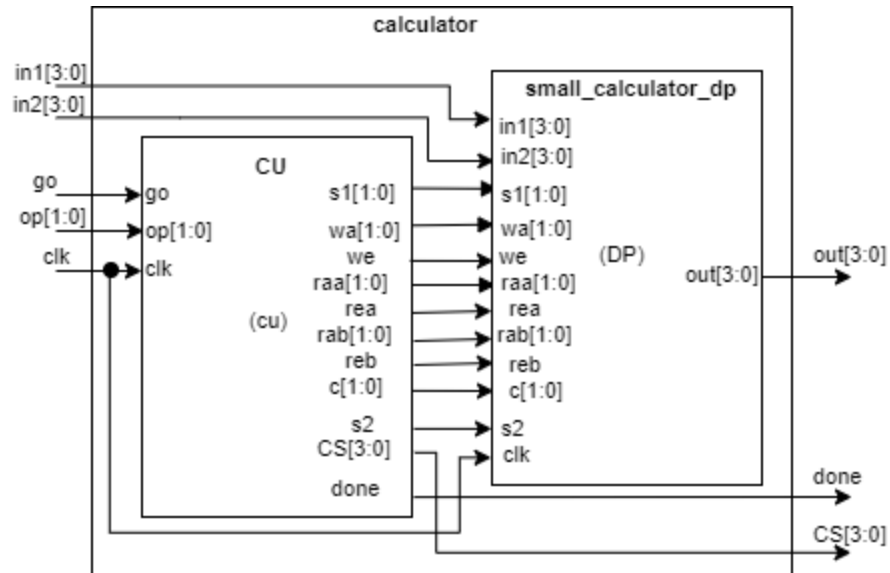 calculator
in1[3:0]
in2[3:0]
small_calculator_dp
in1[3:0]
in2[3:0]
CU
go
go
op[1:0]
op[1:0]
clk
clk
(cu)
s1[1:0]
wa[1:0]
we
raa[1:0]
rea
rab[1:0]
reb
c[1:0]
s2
CS[3:0]
done
s1[1:0]
wa[1:0]
we
raa[1:0]
rea
rab[1:0]
reb
c[1:0]
s2
clk
(DP)
out[3:0]
out[3:0]
done
CS[3:0]